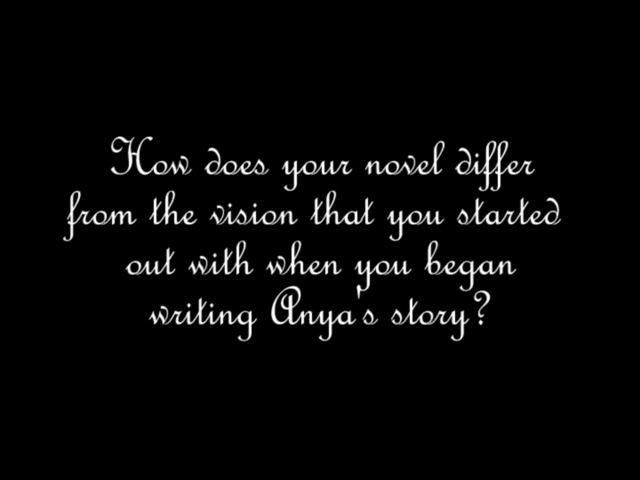 How does your novel differ
from the vision that you started
out with when you began
writing Anya's story?